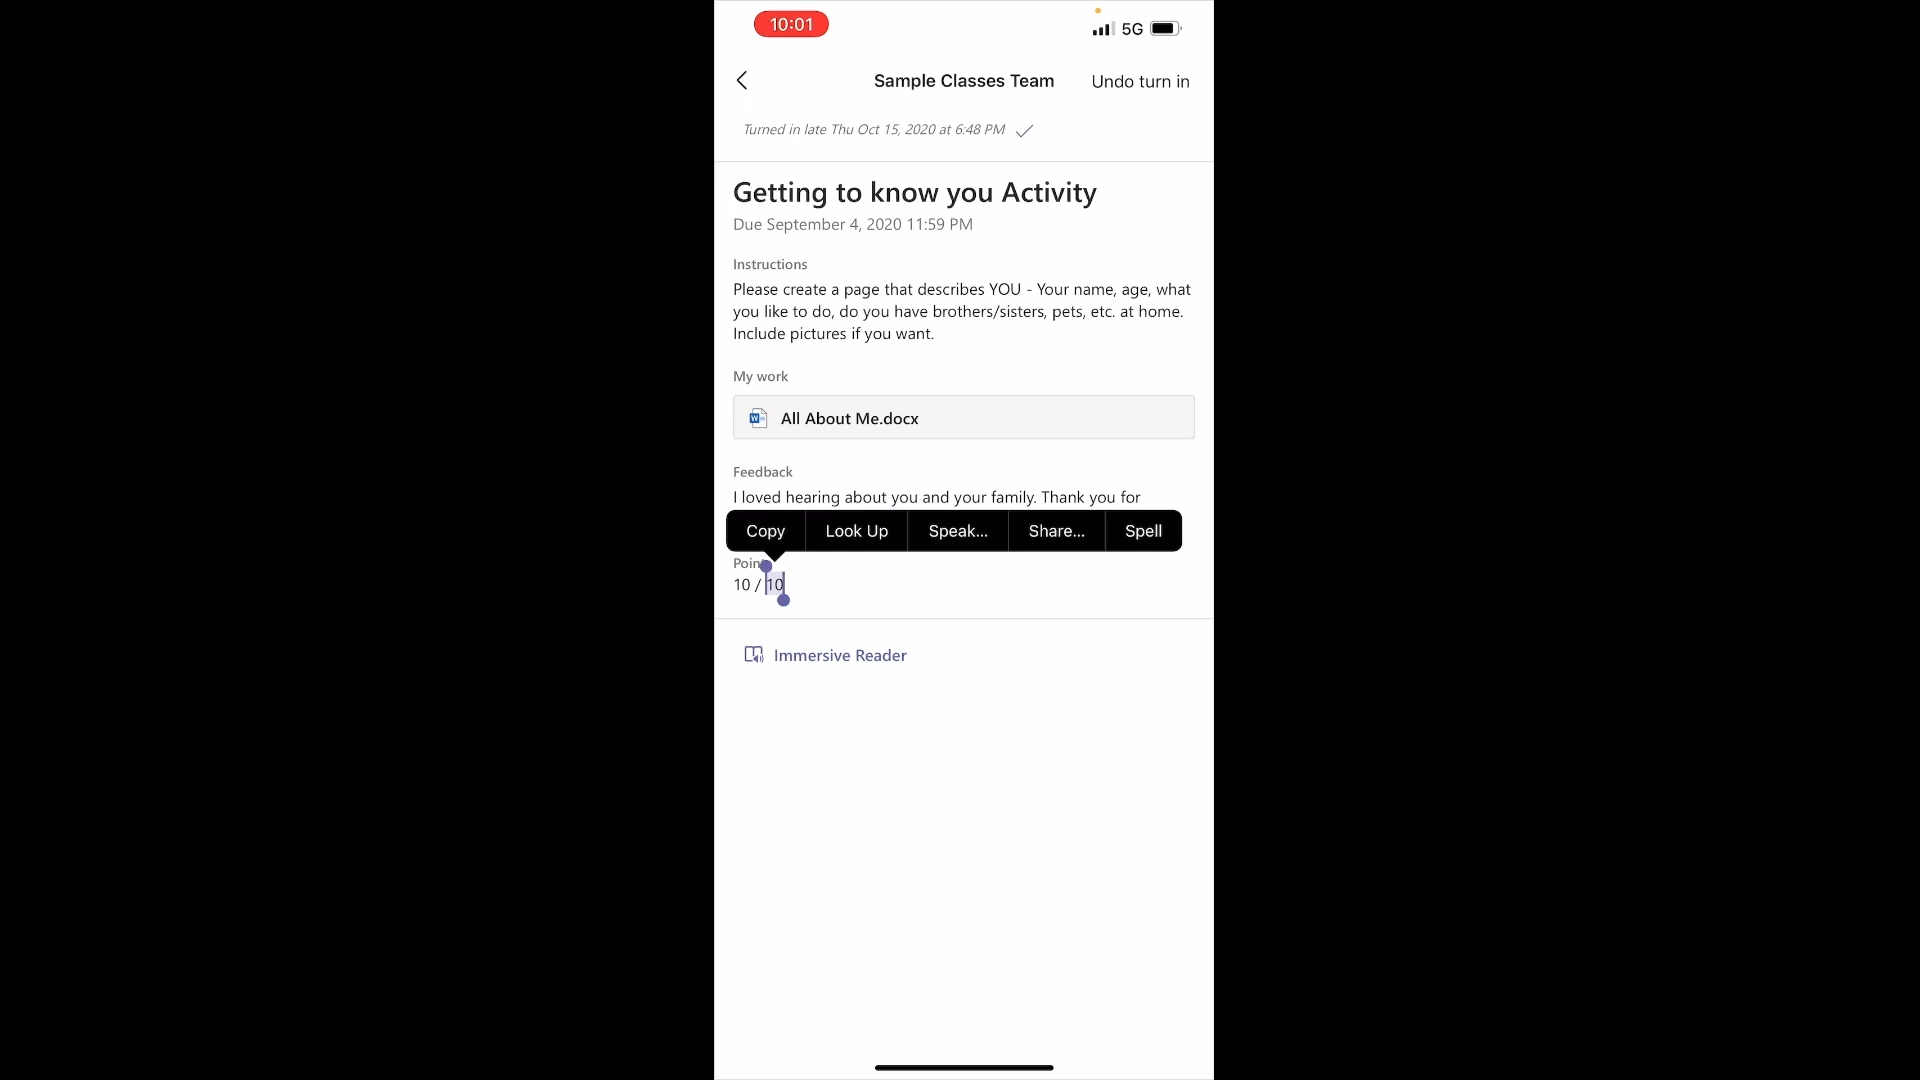 10:01
5G
Sample Classes Team
Undo turn in
Turned in late Thu Oct 15, 2020 at 6:48 PM
Getting to know you Activity
Due September 4, 2020 11:59 PM
Instructions
Please create a page that describes YOU - Your name, age, what
you like to do, do you have brothers/sisters, pets, etc. at home.
Include pictures if you want.
My work
All About Me.docx
Feedback
I loved hearing about you and your family. Thank you for
Copy Look Up Speak... Share... Spell
Poin
10 / 10
Immersive Reader